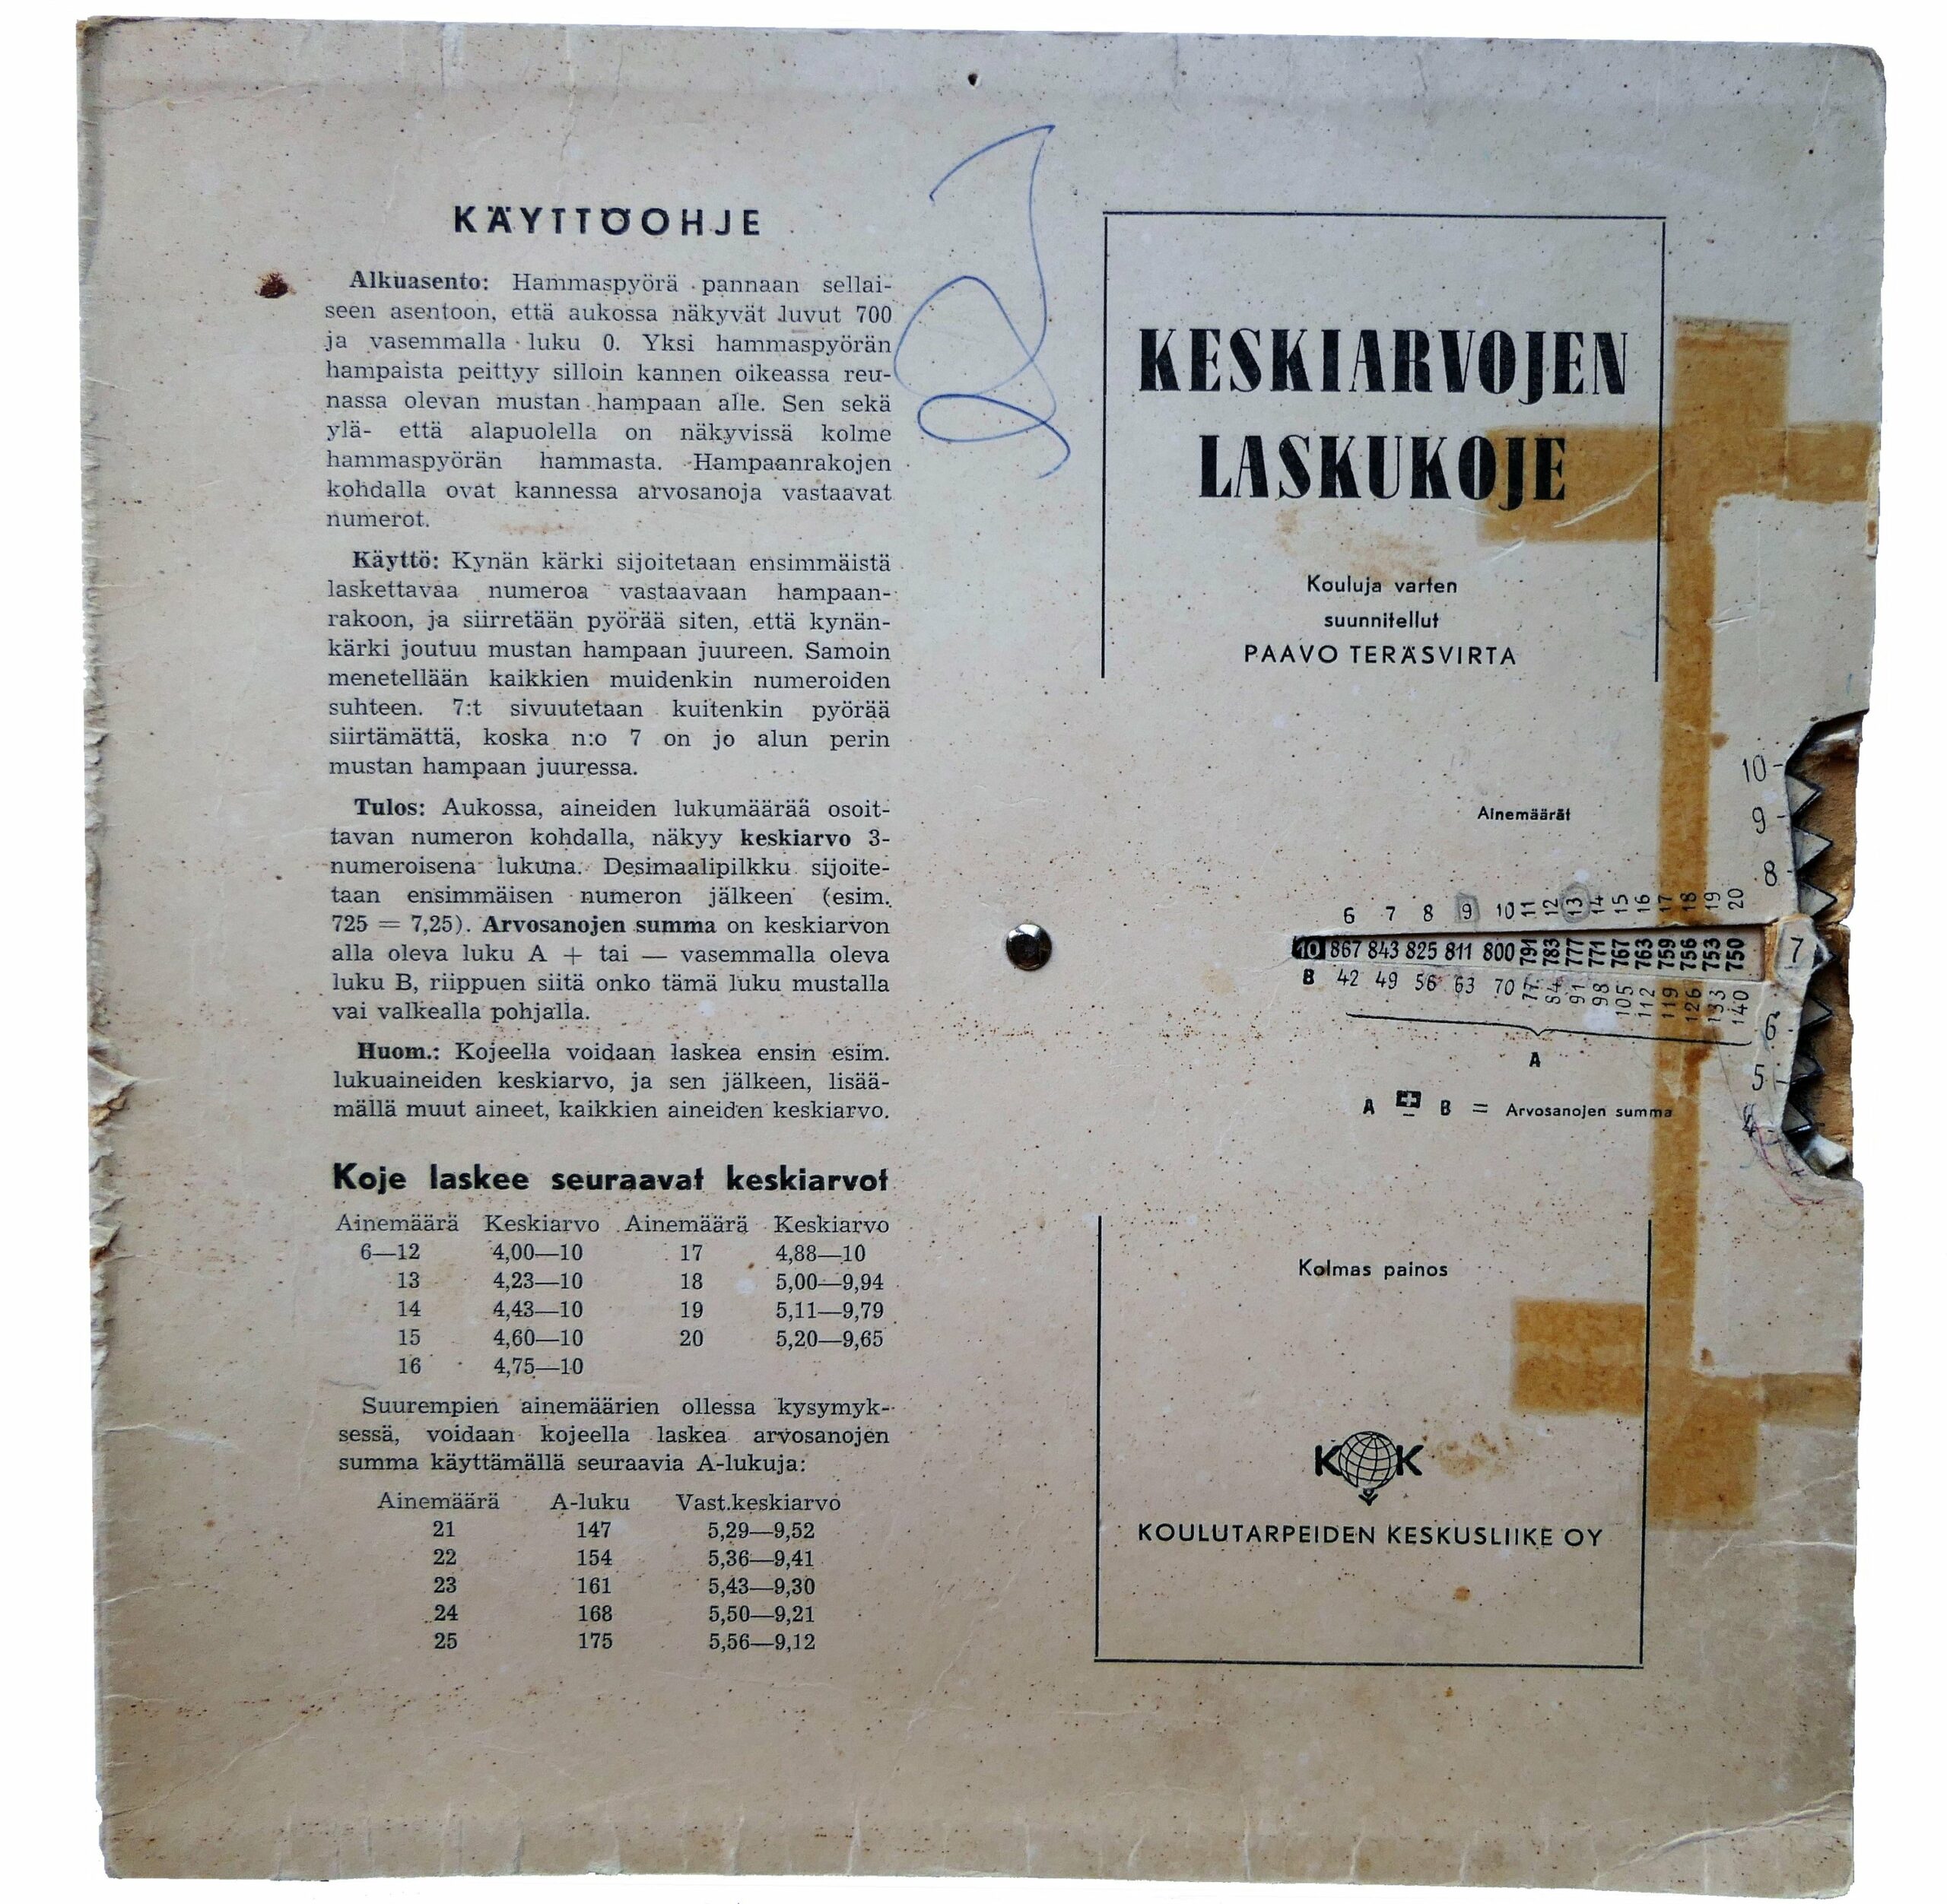 KÄYTTÖOHJE
Alkuasento: Hammaspyörä pannaan sellai-
seen asentoon, että aukossa näkyvät luvut 700
ja vasemmalla luku 0. Yksi hammaspyörän
hampaista peittyy silloin kannen oikeassa reu-
nassa olevan mustan hampaan alle. Sen sekä
ylä- että alapuolella on näkyvissä kolme
hammaspyörän hammasta. Hampaanrakojen
kohdalla ovat kannessa arvosanoja vastaavat
numerot.
Käyttö: Kynän kärki sijoitetaan ensimmäistä
laskettavaa numeroa vastaavaan hampaan-
rakoon, ja siirretään pyörää siten, että kynän-
kärki joutuu mustan hampaan juureen. Samoin
menetellään kaikkien muidenkin numeroiden
suhteen. 7:t sivuutetaan kuitenkin pyörää
siirtämättä, koska n:o 7 on jo alun perin
mustan hampaan juuressa.
Tulos: Aukossa, aineiden lukumäärää osoit-
tavan numeron kohdalla, näkyy keskiarvo 3-
numeroisena lukuna. Desimaalipilkku sijoite-
taan ensimmäisen numeron jälkeen (esim.
725 = 7,25). Arvosanojen summa on keskiarvon
alla oleva luku A + tai — vasemmalla oleva
luku B, riippuen siitä onko tämä luku mustalla
vai valkealla pohjalla.
Huom.: Kojeella voidaan laskea ensin esim.
lukuaineiden keskiarvo, ja sen jälkeen, lisää-
mällä muut aineet, kaikkien aineiden keskiarvo.
Koje laskee seuraavat keskiarvot
Ainemäärä Keskiarvo Ainemäärä Keskiarvo
6—12 4,00—10 17 4,88—10
13 4,23—10 18 5,00—9,94
14 4,43—10 19 5,11—9,79
15 4,60—10 20 5,20—9,65
16 4,75—10
Suurempien ainemäärien ollessa kysymyk-
sessä, voidaan kojeella laskea arvosanojen
summa käyttämällä seuraavia A-lukuja:
Ainemäärä A-luku Vast.keskiarvo
21 147 5,29—9,52
22 154 5,36—9,41
23 161 5,43—9,30
24 168 5,50—9,21
25 175 5,56—9,12
KESKIARVOJEN
LASKUKOJE
Kouluja varten
suunnitellut
PAAVO TERÄSVIRTA
10
9
8
7
6
5
4
Ainemäärät
6 7 8 9 10 11 12 13 14 15 16 17 18 19 20
10 867 843 825 811 800 791 783 777 771 767 763 759 756 753 750
B 42 49 56 63 70 77 84 91 98 105 112 119 126 133 140
A
A + − B = Arvosanojen summa
Kolmas painos
K K
KOULUTARPEIDEN KESKUSLIIKE OY